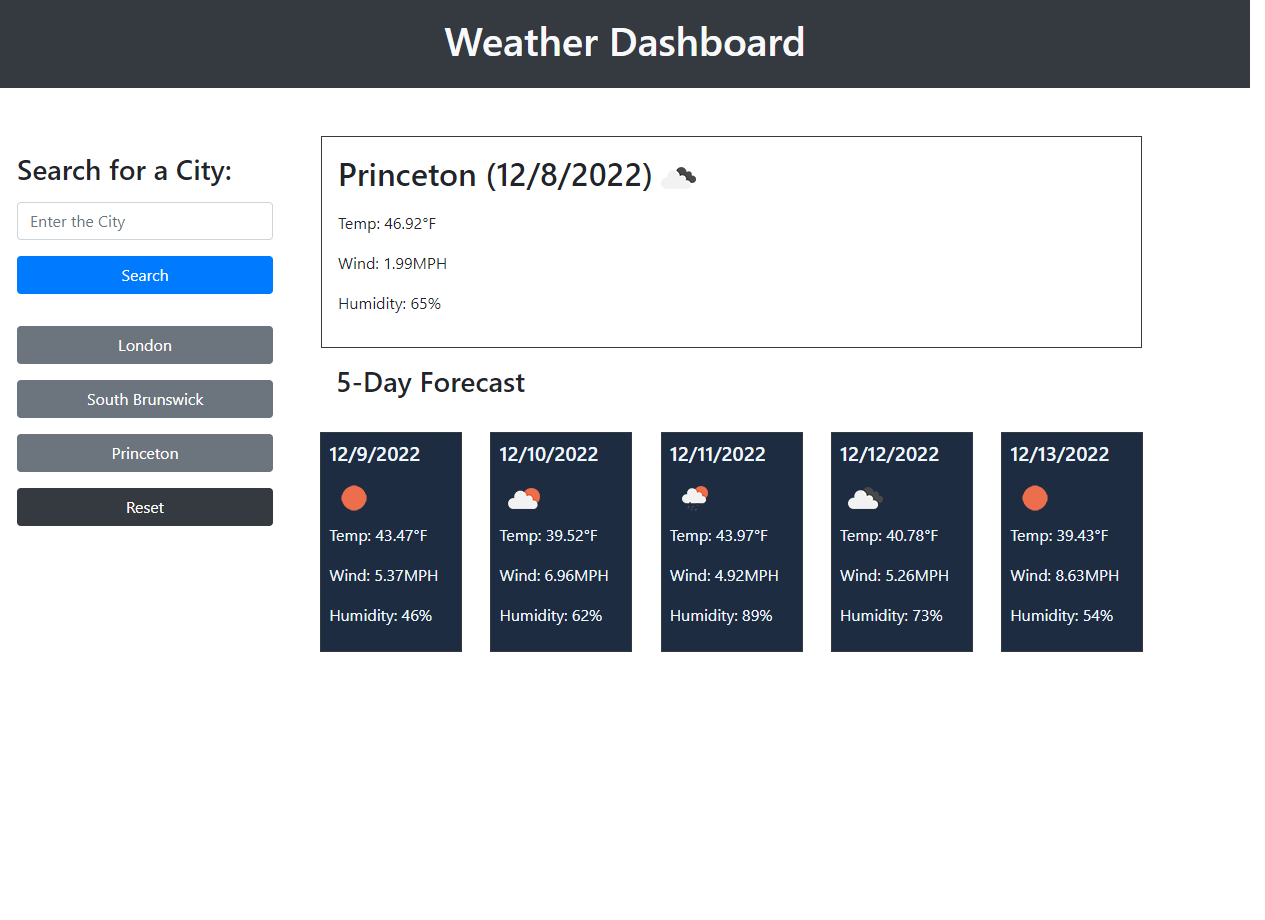 Weather Dashboard
Search for a City:
Enter the City
Search
London
South Brunswick
Princeton
Reset
Princeton (12/8/2022)
Temp: 46.92°F
Wind: 1.99MPH
Humidity: 65%
5-Day Forecast
12/9/2022
Temp: 43.47°F
Wind: 5.37MPH
Humidity: 46%
12/10/2022
Temp: 39.52°F
Wind: 6.96MPH
Humidity: 62%
12/11/2022
Temp: 43.97°F
Wind: 4.92MPH
Humidity: 89%
12/12/2022
Temp: 40.78°F
Wind: 5.26MPH
Humidity: 73%
12/13/2022
Temp: 39.43°F
Wind: 8.63MPH
Humidity: 54%